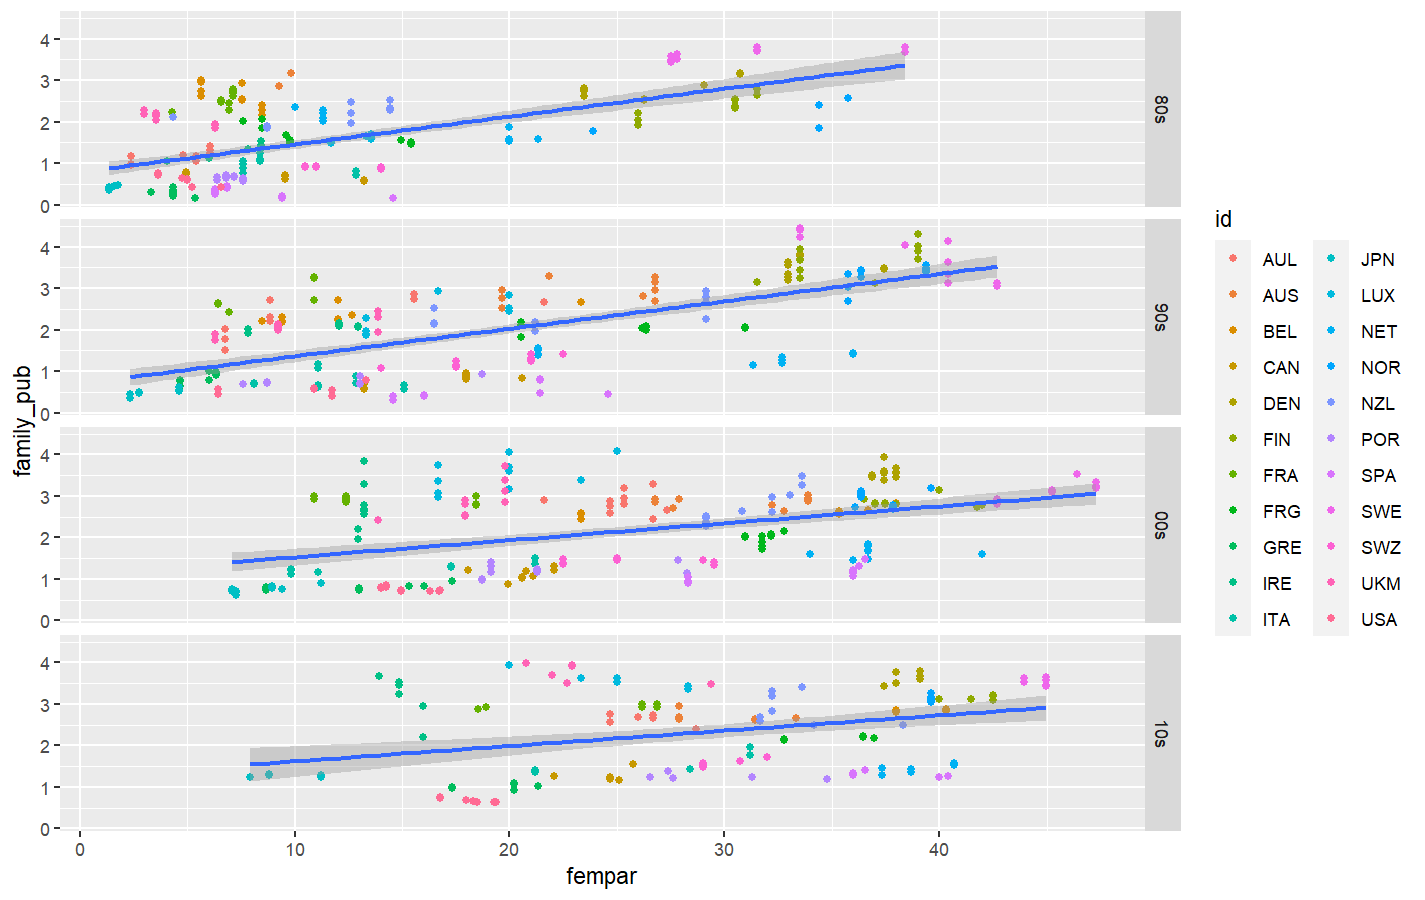 family_pub
4
3
2
1
0
80s
4
3
2
1
0
90s
4
3
2
1
0
00s
4
3
2
1
0
10s
0 10 20 30 40
fempar
id
AUL JPN
AUS LUX
BEL NET
CAN NOR
DEN NZL
FIN POR
FRA SPA
FRG SWE
GRE SWZ
IRE UKM
ITA USA